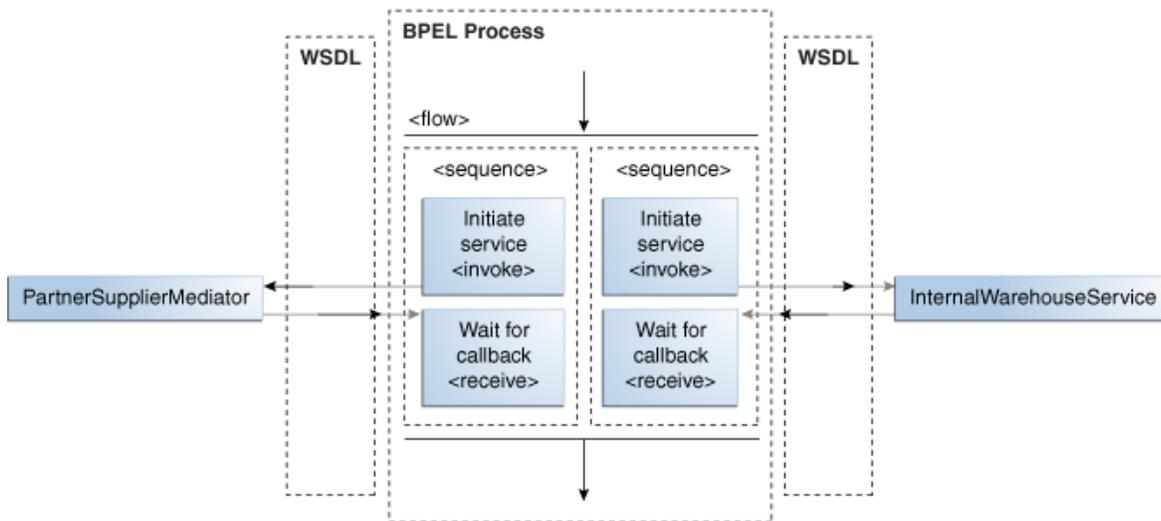 BPEL Process
WSDL
WSDL
<flow>
<sequence>
<sequence>
Initiate
service
<invoke>
Initiate
service
<invoke>
PartnerSupplierMediator
InternalWarehouseService
Wait for
callback
<receive>
Wait for
callback
<receive>